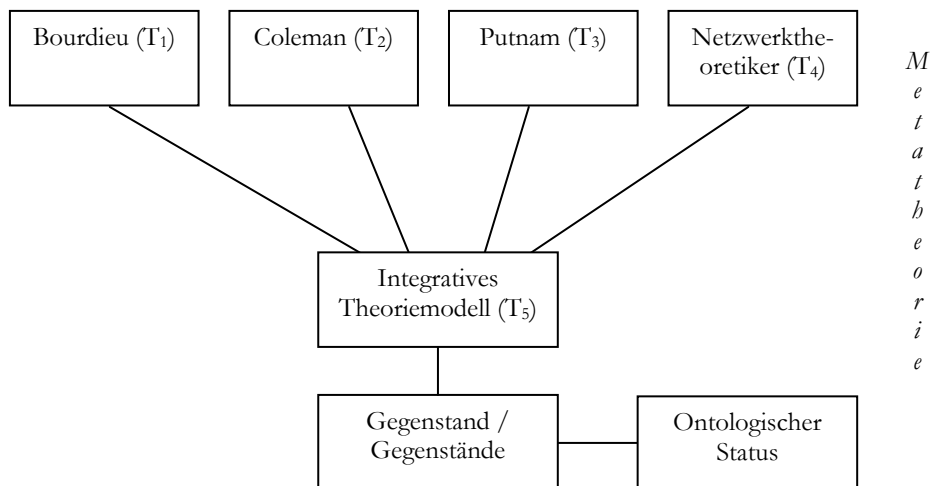 Bourdieu (T₁)
Coleman (T₂)
Putnam (T₃)
Netzwerkthe-
oretiker (T₄)
M
e
t
a
t
h
e
o
r
i
e
Integratives
Theoriemodell (T₅)
Gegenstand /
Gegenstände
Ontologischer
Status